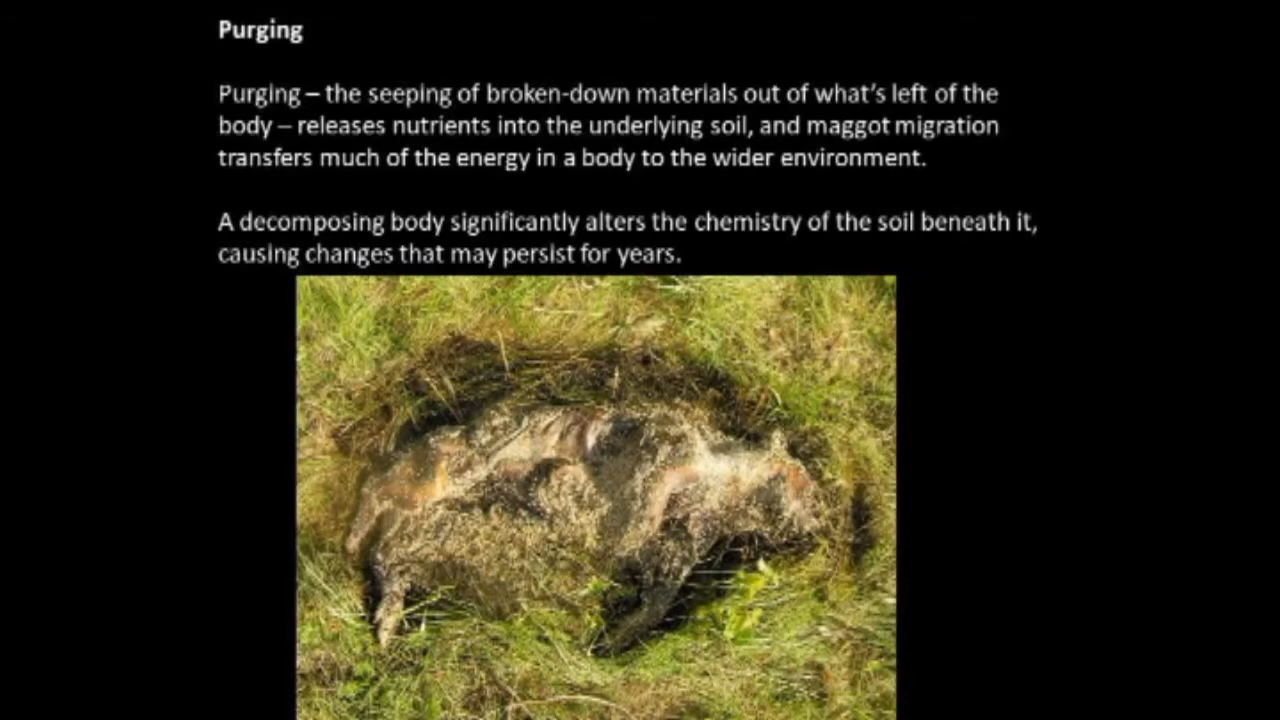 Purging
Purging – the seeping of broken-down materials out of what's left of the
body – releases nutrients into the underlying soil, and maggot migration
transfers much of the energy in a body to the wider environment.
A decomposing body significantly alters the chemistry of the soil beneath it,
causing changes that may persist for years.